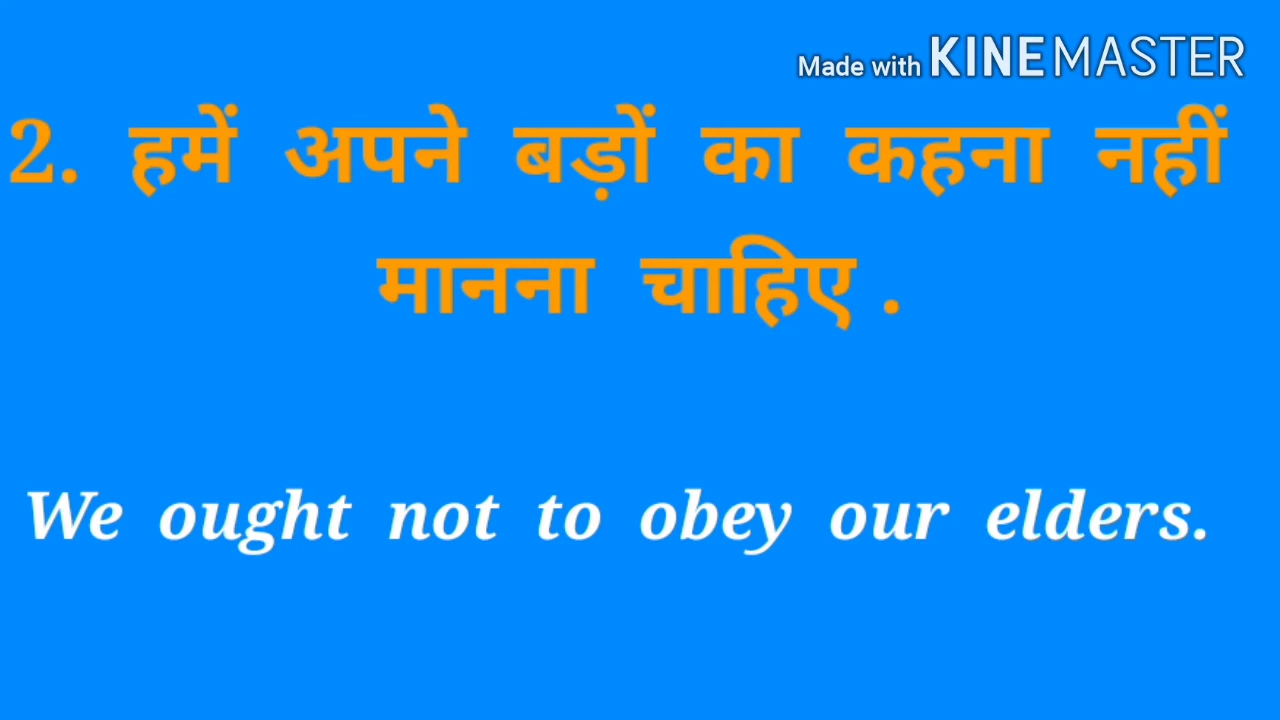 Made with KINEMASTER
2. हमें अपने बड़ों का कहना नहीं
मानना चाहिए .
We ought not to obey our elders.